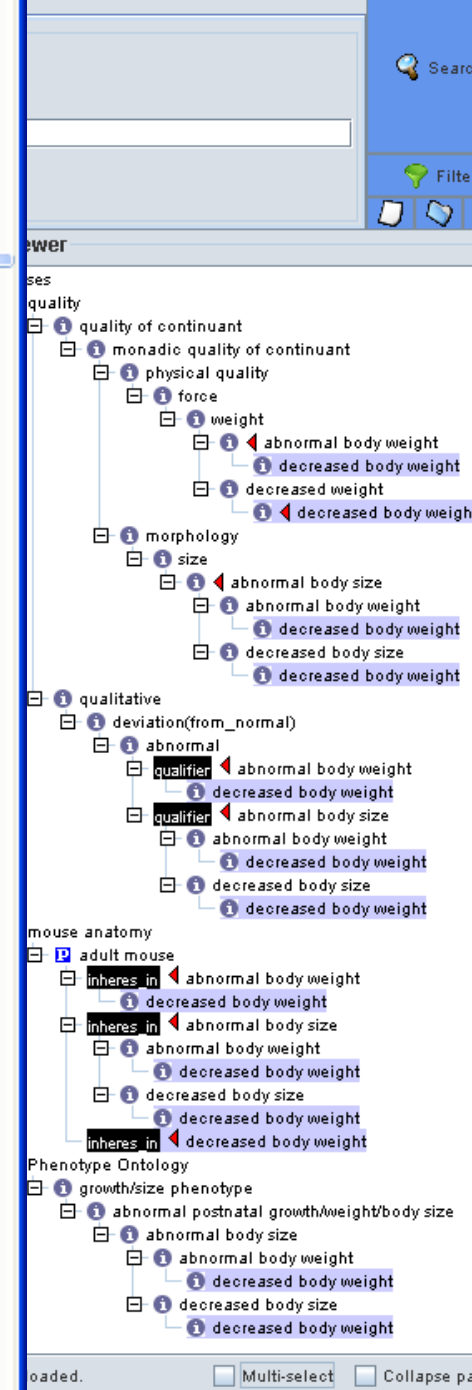 Searc
Filte
ewer
ses
quality
quality of continuant
monadic quality of continuant
physical quality
force
weight
abnormal body weight
decreased body weight
decreased weight
decreased body weigh
morphology
size
abnormal body size
abnormal body weight
decreased body weight
decreased body size
decreased body weight
qualitative
deviation(from_normal)
abnormal
qualifier abnormal body weight
decreased body weight
qualifier abnormal body size
abnormal body weight
decreased body weight
decreased body size
decreased body weight
mouse anatomy
P adult mouse
inheres_in abnormal body weight
decreased body weight
inheres_in abnormal body size
abnormal body weight
decreased body weight
decreased body size
decreased body weight
inheres_in decreased body weight
Phenotype Ontology
growth/size phenotype
abnormal postnatal growth/weight/body size
abnormal body size
abnormal body weight
decreased body weight
decreased body size
decreased body weight
oaded. Multi-select Collapse pa